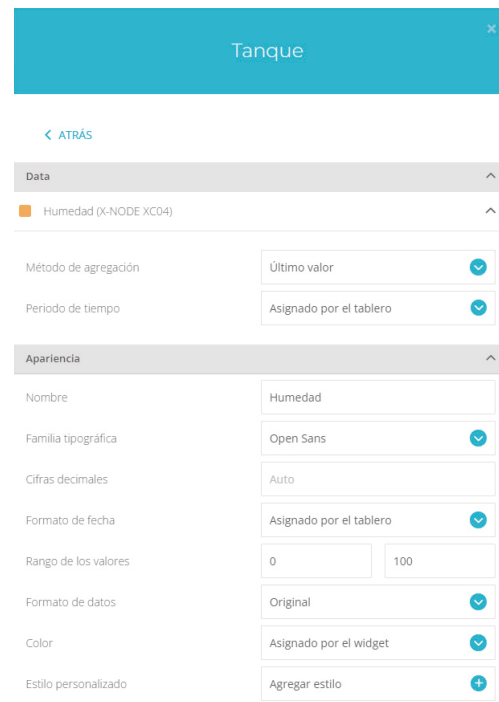 Tanque
ATRÁS
Data
Humedad (X-NODE XC04)
Método de agregación Último valor
Periodo de tiempo Asignado por el tablero
Apariencia
Nombre Humedad
Familia tipográfica Open Sans
Cifras decimales Auto
Formato de fecha Asignado por el tablero
Rango de los valores 0 100
Formato de datos Original
Color Asignado por el widget
Estilo personalizado Agregar estilo